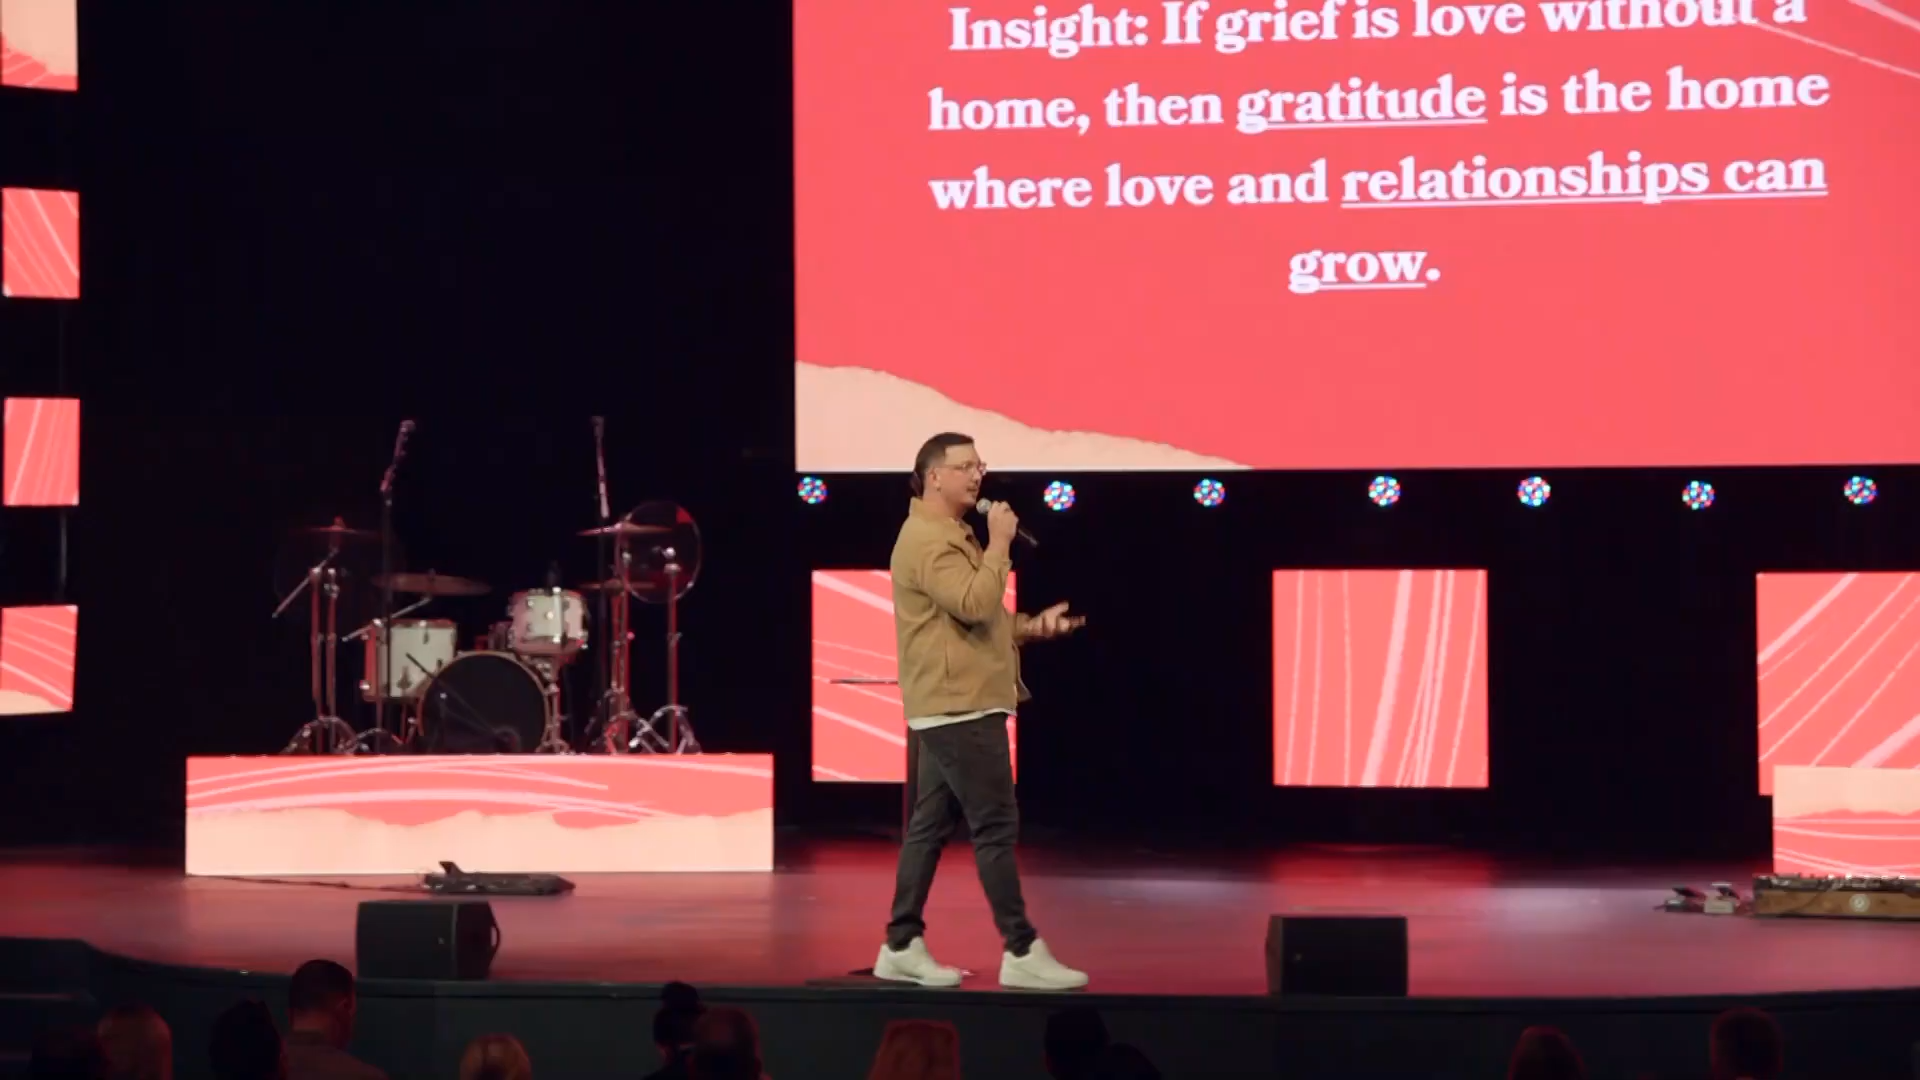 Insight: If grief is love without a
home, then gratitude is the home
where love and relationships can
grow.